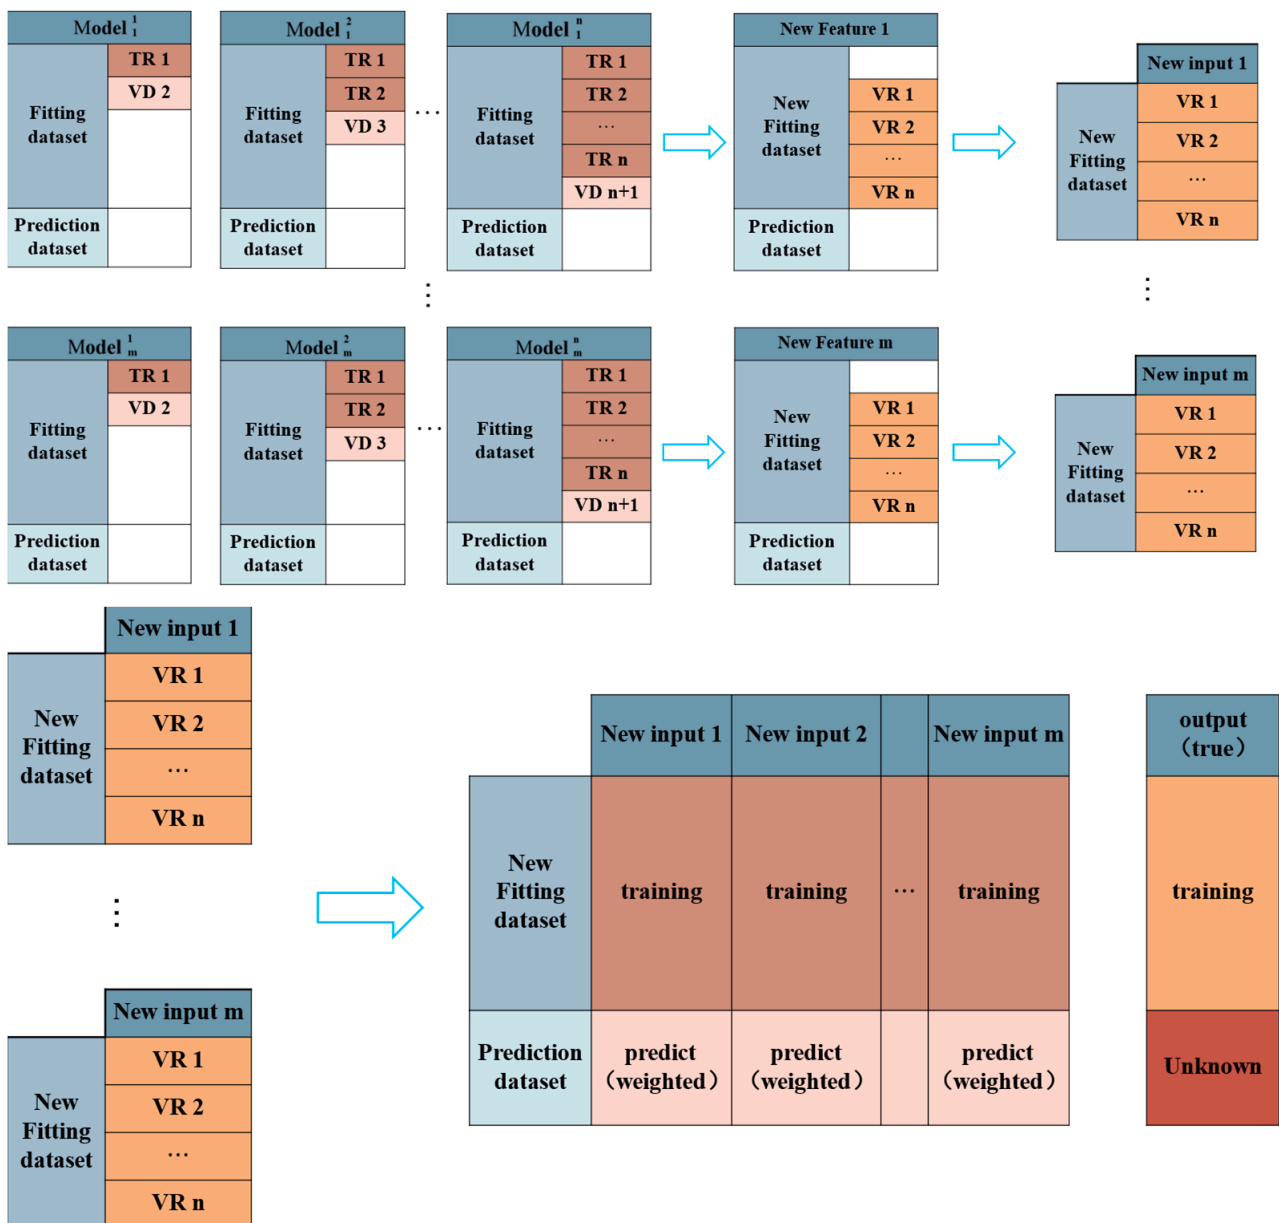 Model 1 1
TR 1
VD 2
Fitting
dataset
Prediction
dataset
Model 2 1
TR 1
TR 2
VD 3
Fitting
dataset
Prediction
dataset
...
Model n 1
TR 1
TR 2
...
TR n
VD n+1
Fitting
dataset
Prediction
dataset
New Feature 1
VR 1
VR 2
...
VR n
New
Fitting
dataset
Prediction
dataset
New input 1
VR 1
VR 2
...
VR n
New
Fitting
dataset
⋮
⋮
Model 1 m
TR 1
VD 2
Fitting
dataset
Prediction
dataset
Model 2 m
TR 1
TR 2
VD 3
Fitting
dataset
Prediction
dataset
...
Model n m
TR 1
TR 2
...
TR n
VD n+1
Fitting
dataset
Prediction
dataset
New Feature m
VR 1
VR 2
...
VR n
New
Fitting
dataset
Prediction
dataset
New input m
VR 1
VR 2
...
VR n
New
Fitting
dataset
New input 1
VR 1
VR 2
...
VR n
New
Fitting
dataset
⋮
New input m
VR 1
VR 2
...
VR n
New
Fitting
dataset
New input 1
New input 2
New input m
output
（true）
New
Fitting
dataset
training
training
...
training
training
Prediction
dataset
predict
（weighted）
predict
（weighted）
predict
（weighted）
Unknown